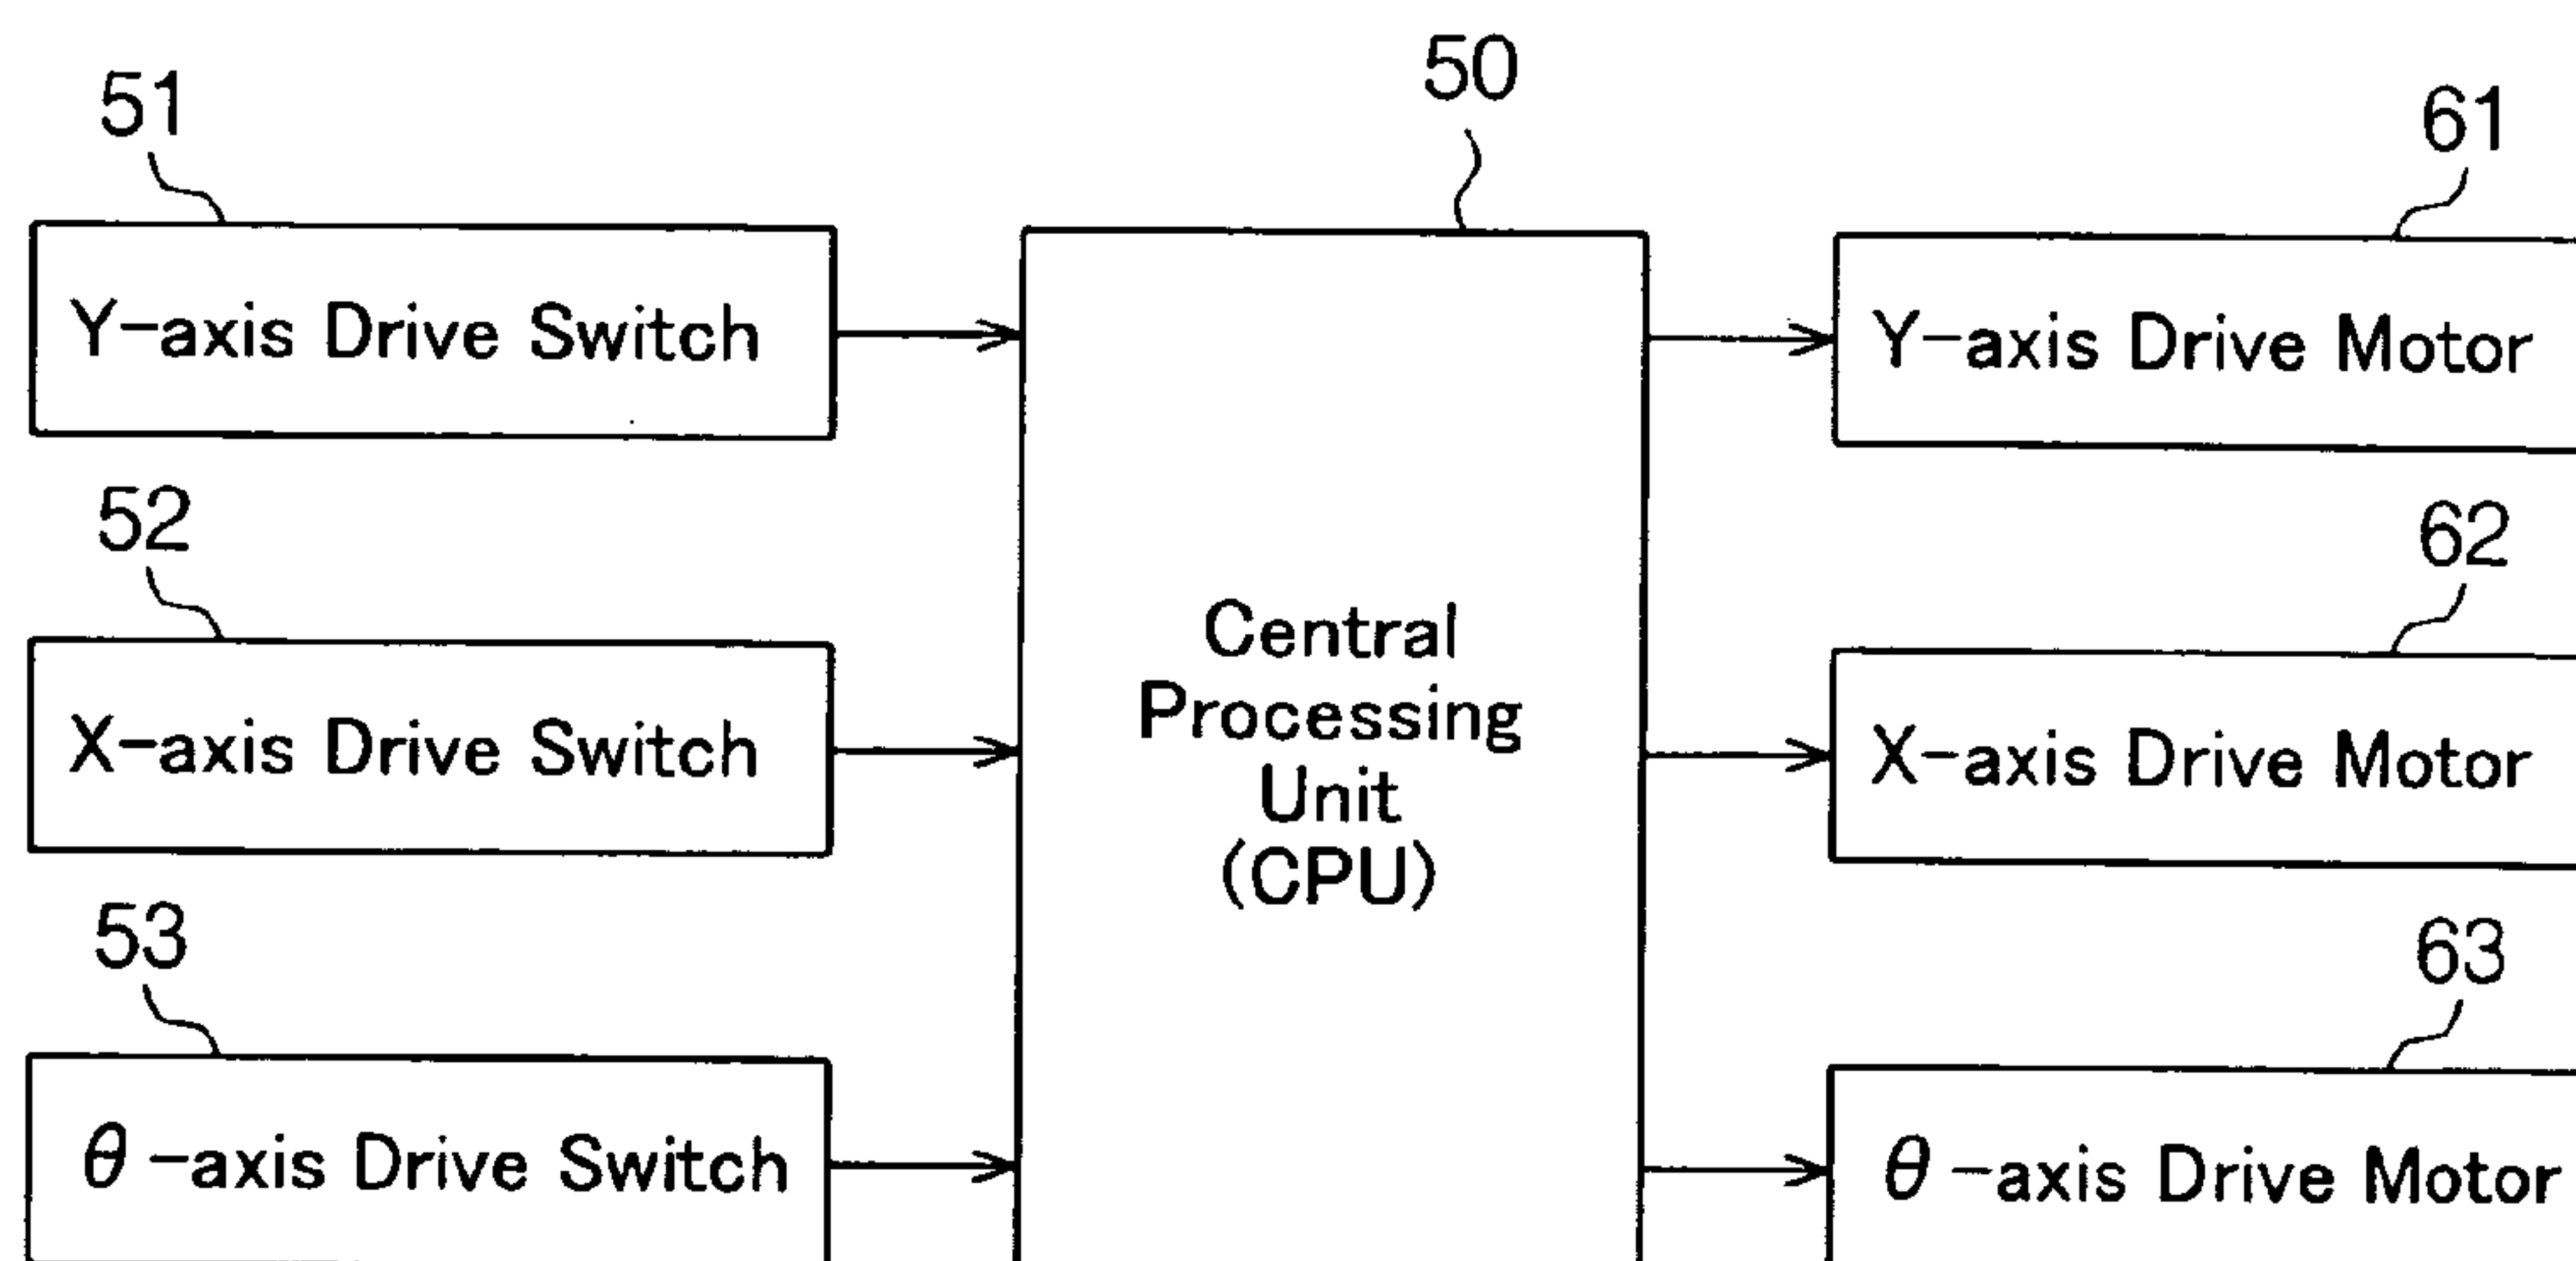 50
51
61
Y-axis Drive Switch
Y-axis Drive Motor
52
62
Central
Processing
Unit
(CPU)
X-axis Drive Switch
X-axis Drive Motor
53
63
θ-axis Drive Switch
θ-axis Drive Motor